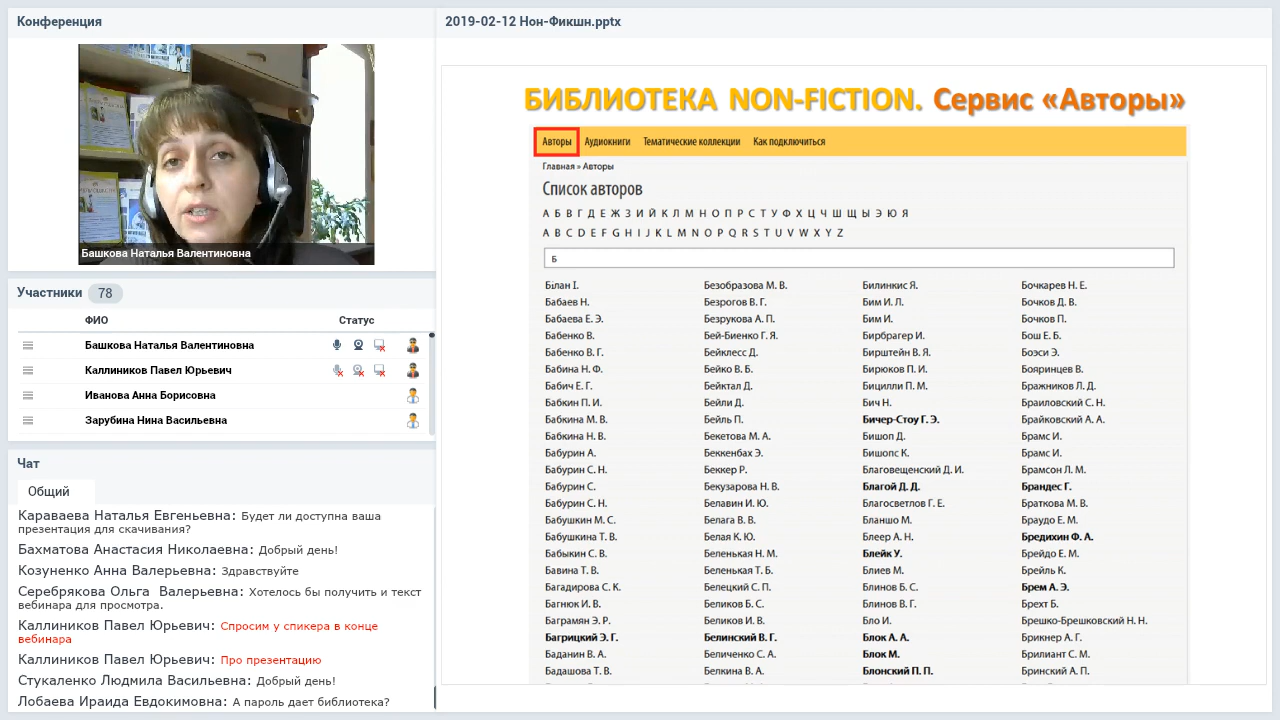 Конференция
Башкова Наталья Валентиновна
Участники 78
ФИО Статус
Башкова Наталья Валентиновна
Каллиников Павел Юрьевич
Иванова Анна Борисовна
Зарубина Нина Васильевна
Чат
Общий
Караваева Наталья Евгеньевна: Будет ли доступна ваша
презентация для скачивания?
Бахматова Анастасия Николаевна: Добрый день!
Козуненко Анна Валерьевна: Здравствуйте
Серебрякова Ольга Валерьевна: Хотелось бы получить и текст
вебинара для просмотра.
Каллиников Павел Юрьевич: Спросим у спикера в конце
вебинара
Каллиников Павел Юрьевич: Про презентацию
Стукаленко Людмила Васильевна: Добрый день!
Лобаева Ираида Евдокимовна: А пароль дает библиотека?
2019-02-12 Нон-Фикшн.pptx
БИБЛИОТЕКА NON-FICTION. Сервис «Авторы»
Авторы Аудиокниги Тематические коллекции Как подключиться
Главная » Авторы
Список авторов
А Б В Г Д Е Ж З И Й К Л М Н О П Р С Т У Ф Х Ц Ч Ш Щ Ы Э Ю Я
A B C D E F G H I J K L M N O P Q R S T U V W X Y Z
Б
Бiлан I. Безобразова М. В. Билинкис Я. Бочкарев Н. Е.
Бабаев Н. Безрогов В. Г. Бим И. Л. Бочков Д. В.
Бабаева Е. Э. Безрукова А. П. Бим И. Бочков П.
Бабенко В. Бей-Биенко Г. Я. Бирбрагер И. Бош Е. Б.
Бабенко В. Г. Бейклесс Д. Бирштейн В. Я. Боэси Э.
Бабина Н. Ф. Бейко В. Б. Бирюков П. И. Бояринцев В.
Бабич Е. Г. Бейктал Д. Бицилли П. М. Бражников Л. Д.
Бабкин П. И. Бейли Д. Бич Н. Браиловский С. Н.
Бабкина М. В. Бейль П. Бичер-Стоу Г. Э. Брайковский А. А.
Бабкина Н. В. Бекетова М. А. Бишоп Д. Брамс И.
Бабурин А. Беккенбах Э. Бишопс К. Брамс И.
Бабурин С. Н. Беккер Р. Благовещенский Д. И. Брамсон Л. М.
Бабурин С. Бекузарова Н. В. Благой Д. Д. Брандес Г.
Бабурин С. Н. Белавин И. Ю. Благосветлов Г. Е. Браткова М. В.
Бабушкин М. С. Белага В. В. Бланшо М. Браудо Е. М.
Бабушкина Т. В. Белая К. Ю. Блеер А. Н. Бредихин Ф. А.
Бабыкин С. В. Беленькая Н. М. Блейк У. Брейдо Е. М.
Бавина Т. В. Беленькая Т. Б. Блиев М. Брейль К.
Багадирова С. К. Белецкий С. П. Блинов Б. С. Брем А. Э.
Багнюк И. В. Беликов Б. С. Блинов В. Г. Брехт Б.
Баграмян Э. Р. Беликов И. В. Бло И. Брешко-Брешковский Н. Н.
Багрицкий Э. Г. Белинский В. Г. Блок А. А. Брикнер А. Г.
Баданин В. А. Беличенко С. А. Блок М. Брилиант С. М.
Бадашова Т. В. Белкина В. А. Блонский П. П. Бринский А. П.